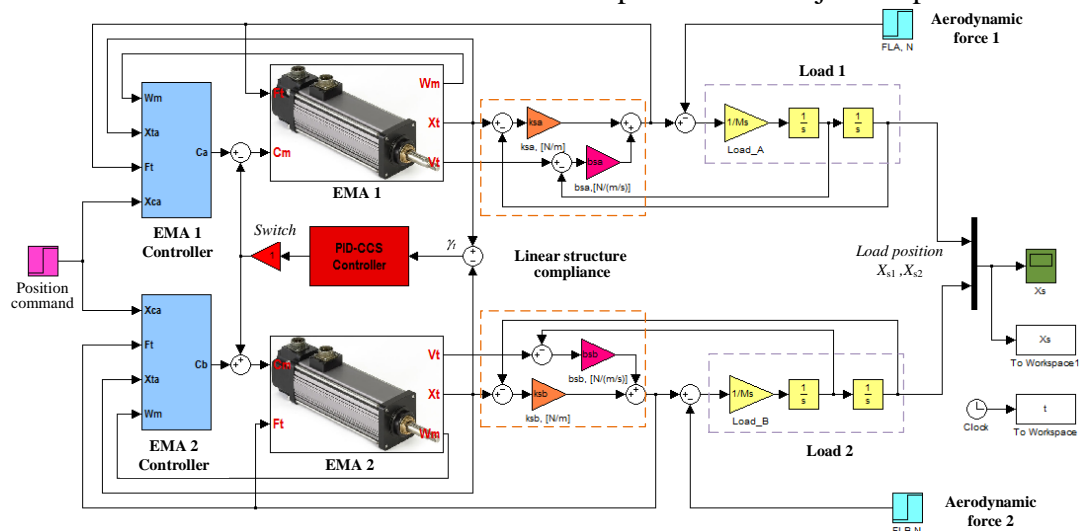 Aerodynamic
force 1
FLA, N
Load 1
Wm
Xta
Ft
Xca
Ca
Cm
Wm
Xt
Vt
EMA 1
EMA 1
Controller
ksa
ksa, [N/m]
bsa
bsa,[N/(m/s)]
1/Ms
Load_A
1
s
1
s
Switch
1
PID-CCS
Controller
γt
Linear structure
compliance
Load position
Xs1 ,Xs2
Xs
Position
command
Xs
To Workspace1
t
Clock
To Workspace
Xca
Ft
Xta
Wm
Cb
Ft
Vt
Xt
Wm
EMA 2
EMA 2
Controller
bsb
bsb, [N/(m/s)]
ksb
ksb, [N/m]
1/Ms
Load_B
1
s
1
s
Load 2
Aerodynamic
force 2